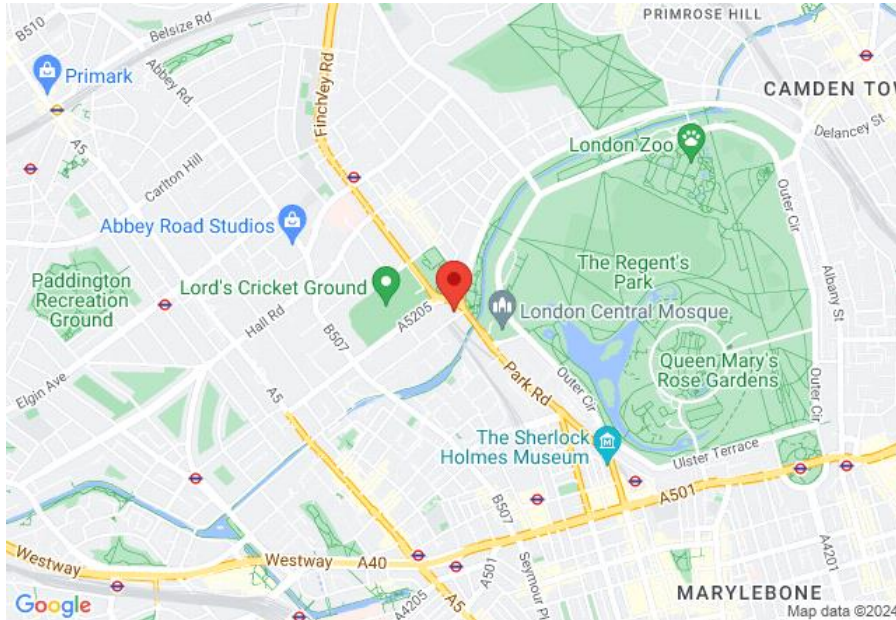 B510
Belsize Rd
PRIMROSE HILL
Primark
Abbey Rd.
Finchley Rd
CAMDEN TOW
A5
Delancey St
London Zoo
Carlton Hill
Outer Cir
Abbey Road Studios
Paddington
Recreation
Ground
Lord's Cricket Ground
The Regent's
Park
Albany St
Hall Rd
A5205
London Central Mosque
B507
Elgin Ave
Queen Mary's
Rose Gardens
Park Rd
Outer Cir
Outer Cir
A5
The Sherlock
Holmes Museum
Ulster Terrace
A501
B507
Westway
Westway
A40
A501
Seymour Pl
A4201
A4205
A5
MARYLEBONE
Google
Map data ©2024